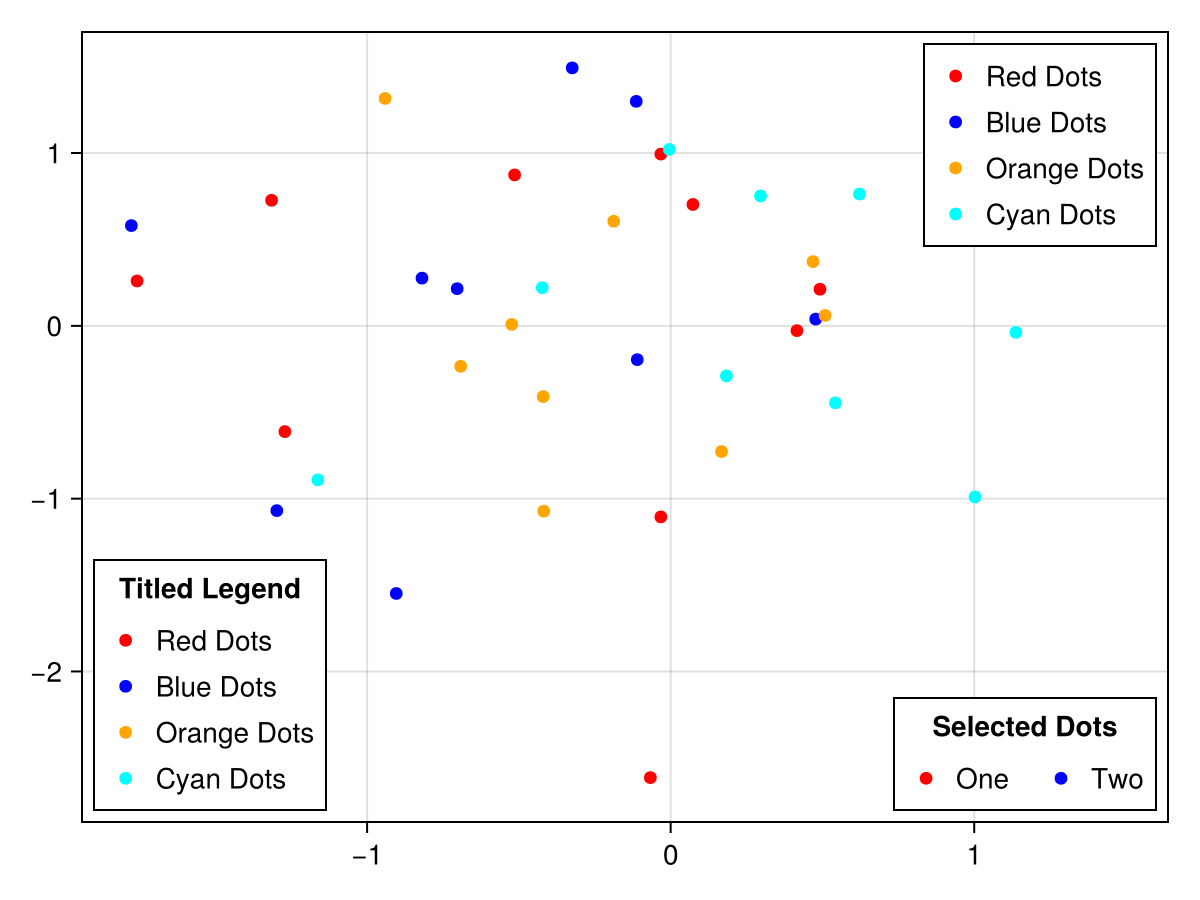 Red Dots
Blue Dots
Orange Dots
Cyan Dots
1
0
−1
−2
Titled Legend
Red Dots
Blue Dots
Orange Dots
Cyan Dots
Selected Dots
One Two
−1 0 1